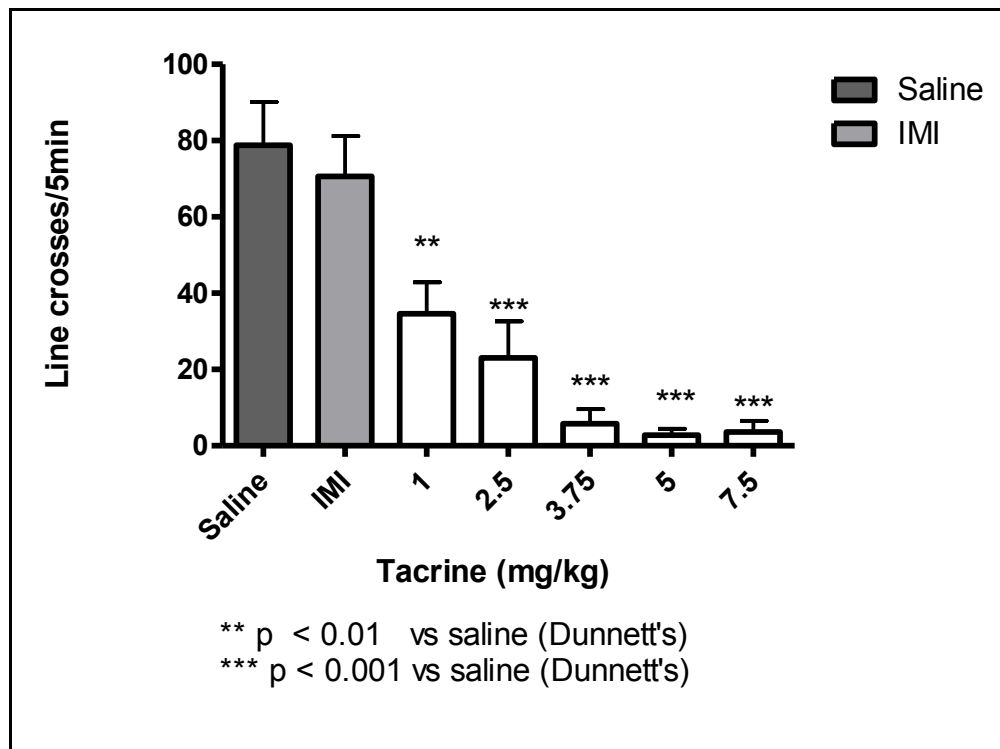 100
80
60
40
20
0
Line crosses/5min
Saline
IMI
**
***
***
***
***
Saline
IMI
1
2.5
3.75
5
7.5
Tacrine (mg/kg)
** p < 0.01 vs saline (Dunnett's)
*** p < 0.001 vs saline (Dunnett's)